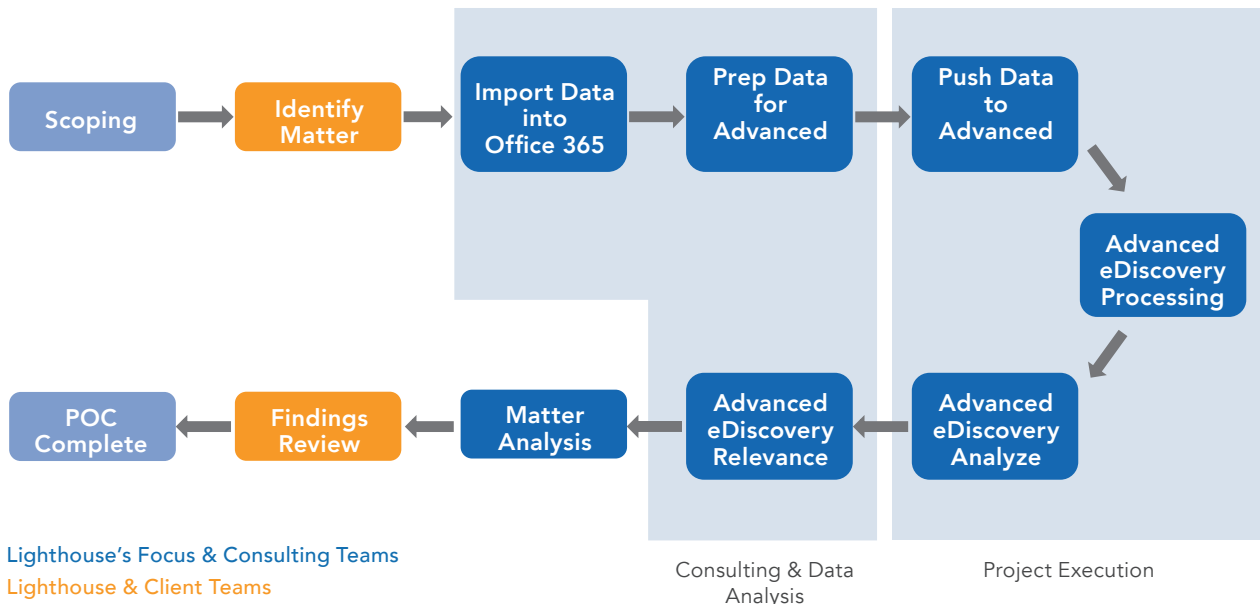 Scoping
Identify
Matter
Import Data
into
Office 365
Prep Data
for
Advanced
Push Data
to
Advanced
Advanced
eDiscovery
Processing
POC
Complete
Findings
Review
Matter
Analysis
Advanced
eDiscovery
Relevance
Advanced
eDiscovery
Analyze
Lighthouse's Focus & Consulting Teams
Lighthouse & Client Teams
Consulting & Data
Analysis
Project Execution